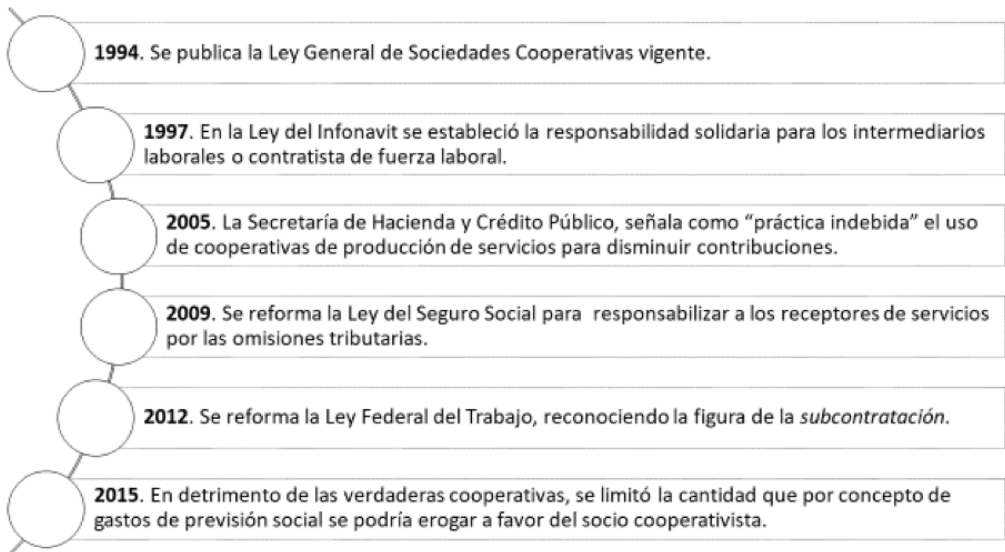 1994. Se publica la Ley General de Sociedades Cooperativas vigente.
1997. En la Ley del Infonavit se estableció la responsabilidad solidaria para los intermediarios
laborales o contratista de fuerza laboral.
2005. La Secretaría de Hacienda y Crédito Público, señala como “práctica indebida” el uso
de cooperativas de producción de servicios para disminuir contribuciones.
2009. Se reforma la Ley del Seguro Social para responsabilizar a los receptores de servicios
por las omisiones tributarias.
2012. Se reforma la Ley Federal del Trabajo, reconociendo la figura de la subcontratación.
2015. En detrimento de las verdaderas cooperativas, se limitó la cantidad que por concepto de
gastos de previsión social se podría erogar a favor del socio cooperativista.